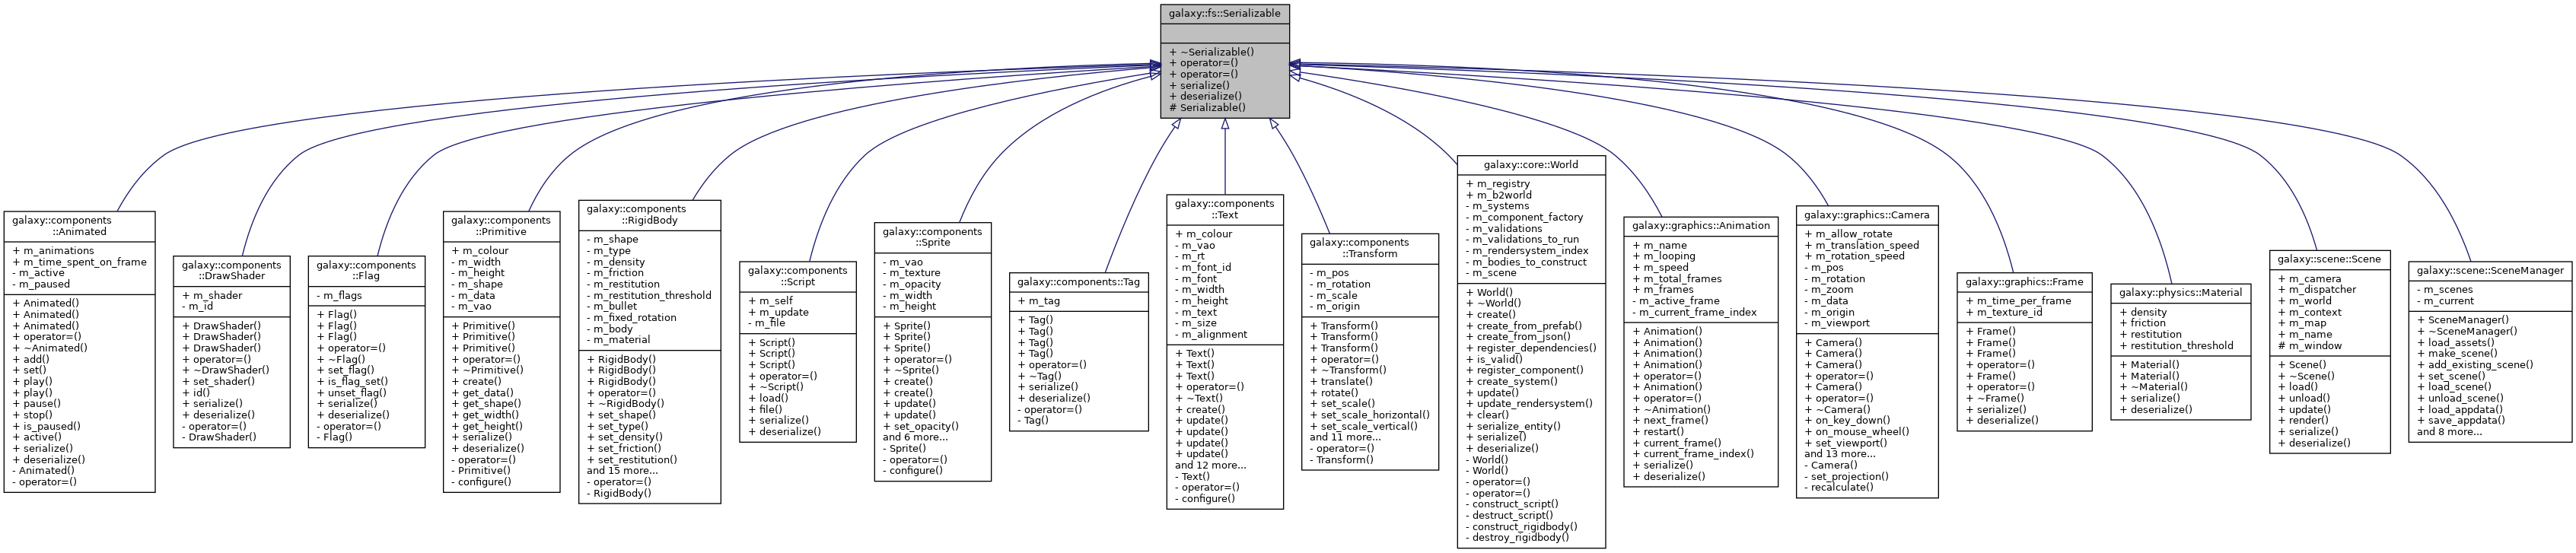 galaxy::fs::Serializable
+ ~Serializable()
+ operator=()
+ operator=()
+ serialize()
+ deserialize()
# Serializable()
galaxy::components
::Animated
+ m_animations
+ m_time_spent_on_frame
- m_active
- m_paused
+ Animated()
+ Animated()
+ Animated()
+ operator=()
+ ~Animated()
+ add()
+ set()
+ play()
+ play()
+ pause()
+ stop()
+ is_paused()
+ active()
+ serialize()
+ deserialize()
- Animated()
- operator=()
galaxy::components
::DrawShader
+ m_shader
- m_id
+ DrawShader()
+ DrawShader()
+ DrawShader()
+ operator=()
+ ~DrawShader()
+ set_shader()
+ id()
+ serialize()
+ deserialize()
- operator=()
- DrawShader()
galaxy::components
::Flag
- m_flags
+ Flag()
+ Flag()
+ Flag()
+ operator=()
+ ~Flag()
+ set_flag()
+ is_flag_set()
+ unset_flag()
+ serialize()
+ deserialize()
- operator=()
- Flag()
galaxy::components
::Primitive
+ m_colour
- m_width
- m_height
- m_shape
- m_data
- m_vao
+ Primitive()
+ Primitive()
+ Primitive()
+ operator=()
+ ~Primitive()
+ create()
+ get_data()
+ get_shape()
+ get_width()
+ get_height()
+ serialize()
+ deserialize()
- operator=()
- Primitive()
- configure()
galaxy::components
::RigidBody
- m_shape
- m_type
- m_density
- m_friction
- m_restitution
- m_restitution_threshold
- m_bullet
- m_fixed_rotation
- m_body
- m_material
+ RigidBody()
+ RigidBody()
+ RigidBody()
+ operator=()
+ ~RigidBody()
+ set_shape()
+ set_type()
+ set_density()
+ set_friction()
+ set_restitution()
and 15 more...
- operator=()
- RigidBody()
galaxy::components
::Script
+ m_self
+ m_update
- m_file
+ Script()
+ Script()
+ Script()
+ operator=()
+ ~Script()
+ load()
+ file()
+ serialize()
+ deserialize()
galaxy::components
::Sprite
- m_vao
- m_texture
- m_opacity
- m_width
- m_height
+ Sprite()
+ Sprite()
+ Sprite()
+ operator=()
+ ~Sprite()
+ create()
+ create()
+ update()
+ update()
+ set_opacity()
and 6 more...
- Sprite()
- operator=()
- configure()
galaxy::components::Tag
+ m_tag
+ Tag()
+ Tag()
+ Tag()
+ Tag()
+ operator=()
+ ~Tag()
+ serialize()
+ deserialize()
- operator=()
- Tag()
galaxy::components
::Text
+ m_colour
- m_vao
- m_rt
- m_font_id
- m_font
- m_width
- m_height
- m_text
- m_size
- m_alignment
+ Text()
+ Text()
+ Text()
+ operator=()
+ ~Text()
+ create()
+ update()
+ update()
+ update()
+ update()
and 12 more...
- Text()
- operator=()
- configure()
galaxy::components
::Transform
- m_pos
- m_rotation
- m_scale
- m_origin
+ Transform()
+ Transform()
+ Transform()
+ operator=()
+ ~Transform()
+ translate()
+ rotate()
+ set_scale()
+ set_scale_horizontal()
+ set_scale_vertical()
and 11 more...
- operator=()
- Transform()
galaxy::core::World
+ m_registry
+ m_b2world
- m_systems
- m_component_factory
- m_validations
- m_validations_to_run
- m_rendersystem_index
- m_bodies_to_construct
- m_scene
+ World()
+ ~World()
+ create()
+ create_from_prefab()
+ create_from_json()
+ register_dependencies()
+ is_valid()
+ register_component()
+ create_system()
+ update()
+ update_rendersystem()
+ clear()
+ serialize_entity()
+ serialize()
+ deserialize()
- World()
- World()
- operator=()
- operator=()
- construct_script()
- destruct_script()
- construct_rigidbody()
- destroy_rigidbody()
galaxy::graphics::Animation
+ m_name
+ m_looping
+ m_speed
+ m_total_frames
+ m_frames
- m_active_frame
- m_current_frame_index
+ Animation()
+ Animation()
+ Animation()
+ Animation()
+ operator=()
+ Animation()
+ operator=()
+ ~Animation()
+ next_frame()
+ restart()
+ current_frame()
+ current_frame_index()
+ serialize()
+ deserialize()
galaxy::graphics::Camera
+ m_allow_rotate
+ m_translation_speed
+ m_rotation_speed
- m_pos
- m_rotation
- m_zoom
- m_data
- m_origin
- m_viewport
+ Camera()
+ Camera()
+ Camera()
+ operator=()
+ Camera()
+ operator=()
+ ~Camera()
+ on_key_down()
+ on_mouse_wheel()
+ set_viewport()
and 13 more...
- Camera()
- set_projection()
- recalculate()
galaxy::graphics::Frame
+ m_time_per_frame
+ m_texture_id
+ Frame()
+ Frame()
+ Frame()
+ operator=()
+ Frame()
+ operator=()
+ ~Frame()
+ serialize()
+ deserialize()
galaxy::physics::Material
+ density
+ friction
+ restitution
+ restitution_threshold
+ Material()
+ Material()
+ ~Material()
+ serialize()
+ deserialize()
galaxy::scene::Scene
+ m_camera
+ m_dispatcher
+ m_world
+ m_context
+ m_map
+ m_name
# m_window
+ Scene()
+ ~Scene()
+ load()
+ unload()
+ update()
+ render()
+ serialize()
+ deserialize()
galaxy::scene::SceneManager
- m_scenes
- m_current
+ SceneManager()
+ ~SceneManager()
+ load_assets()
+ make_scene()
+ add_existing_scene()
+ set_scene()
+ load_scene()
+ unload_scene()
+ load_appdata()
+ save_appdata()
and 8 more...